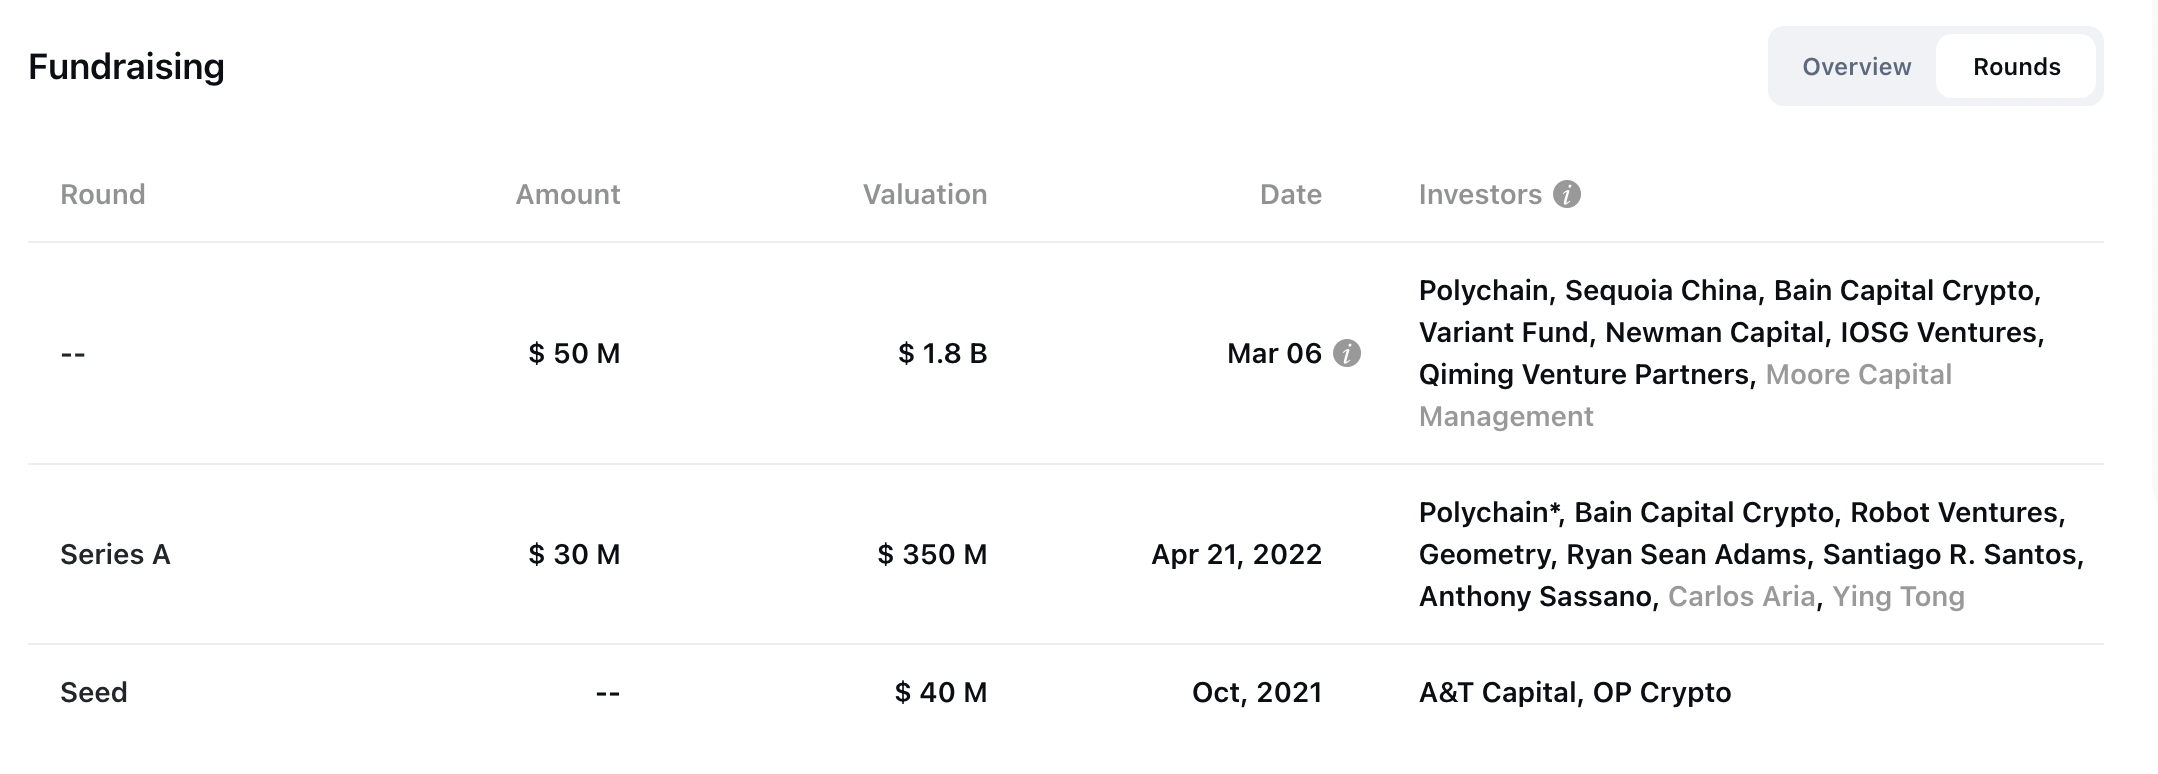 Fundraising
Overview Rounds
Round Amount Valuation Date Investors i
-- $ 50 M $ 1.8 B Mar 06 i
Polychain, Sequoia China, Bain Capital Crypto,
Variant Fund, Newman Capital, IOSG Ventures,
Qiming Venture Partners, Moore Capital
Management
Series A $ 30 M $ 350 M Apr 21, 2022
Polychain*, Bain Capital Crypto, Robot Ventures,
Geometry, Ryan Sean Adams, Santiago R. Santos,
Anthony Sassano, Carlos Aria, Ying Tong
Seed -- $ 40 M Oct, 2021 A&T Capital, OP Crypto